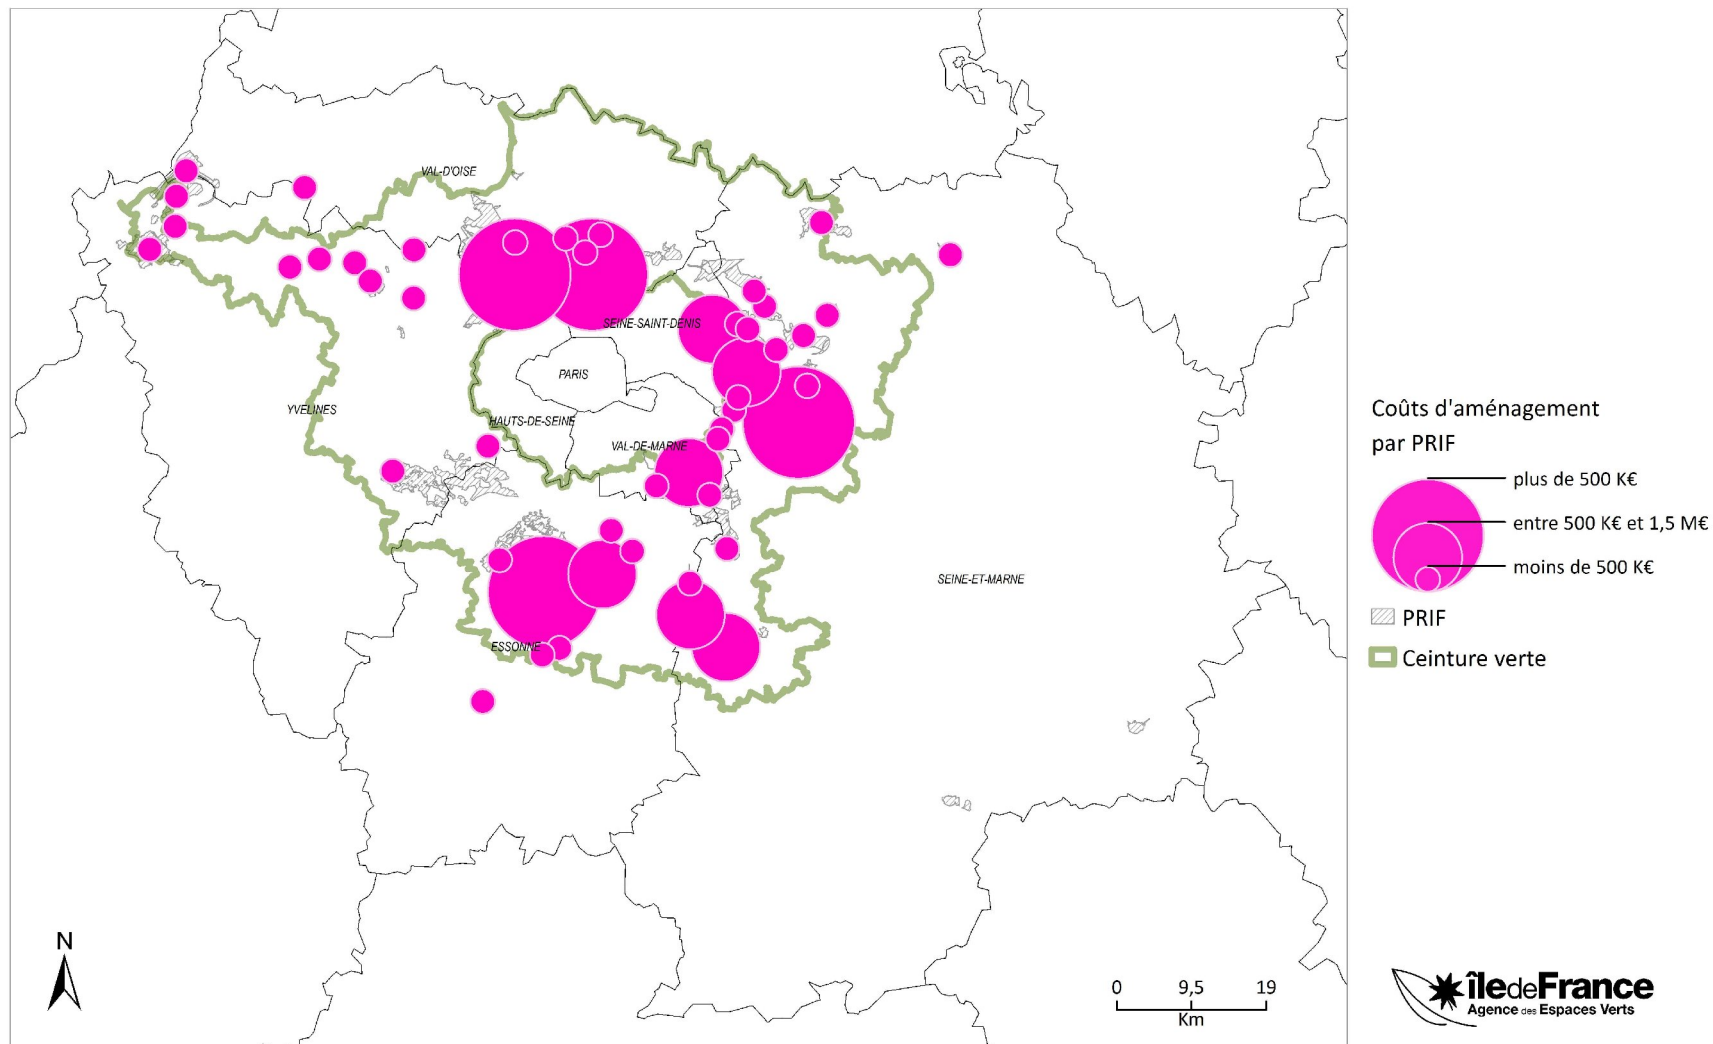 VAL-D'OISE
SEINE-SAINT-DENIS
PARIS
YVELINES
HAUTS-DE-SEINE
VAL-DE-MARNE
SEINE-ET-MARNE
ESSONNE
N
0 9,5 19
Km
Coûts d'aménagement
par PRIF
plus de 500 K€
entre 500 K€ et 1,5 M€
moins de 500 K€
PRIF
Ceinture verte
îledeFrance
Agence des Espaces Verts